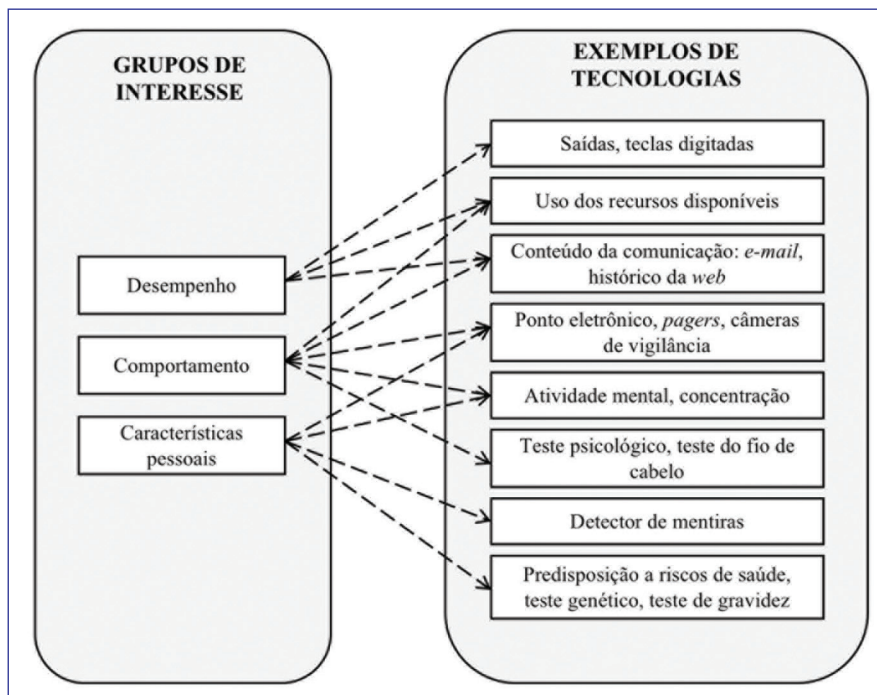 GRUPOS DE
INTERESSE
Desempenho
Comportamento
Características
pessoais
EXEMPLOS DE
TECNOLOGIAS
Saídas, teclas digitadas
Uso dos recursos disponíveis
Conteúdo da comunicação: e-mail,
histórico da web
Ponto eletrônico, pagers, câmeras
de vigilância
Atividade mental, concentração
Teste psicológico, teste do fio de
cabelo
Detector de mentiras
Predisposição a riscos de saúde,
teste genético, teste de gravidez